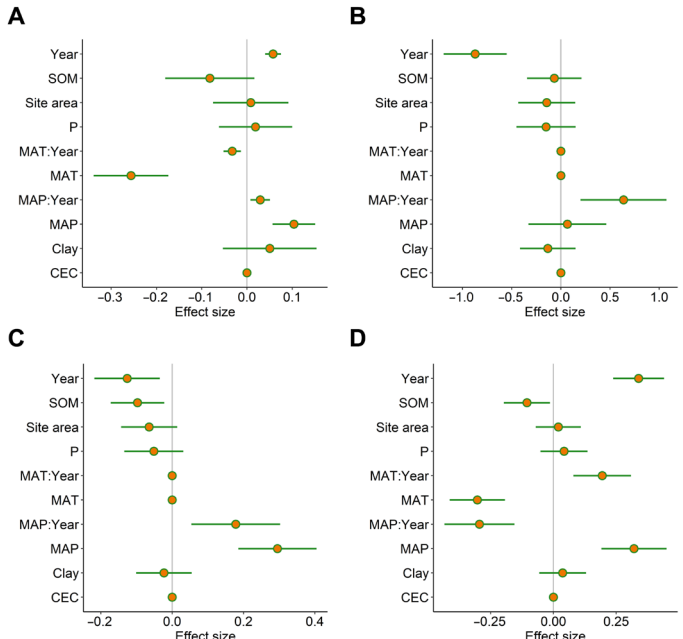 A
Year
SOM
Site area
P
MAT:Year
MAT
MAP:Year
MAP
Clay
CEC
−0.3 −0.2 −0.1 0.0 0.1
Effect size
B
Year
SOM
Site area
P
MAT:Year
MAT
MAP:Year
MAP
Clay
CEC
−1.0 −0.5 0.0 0.5 1.0
Effect size
C
Year
SOM
Site area
P
MAT:Year
MAT
MAP:Year
MAP
Clay
CEC
−0.2 0.0 0.2 0.4
Effect size
D
Year
SOM
Site area
P
MAT:Year
MAT
MAP:Year
MAP
Clay
CEC
−0.25 0.00 0.25
Effect size